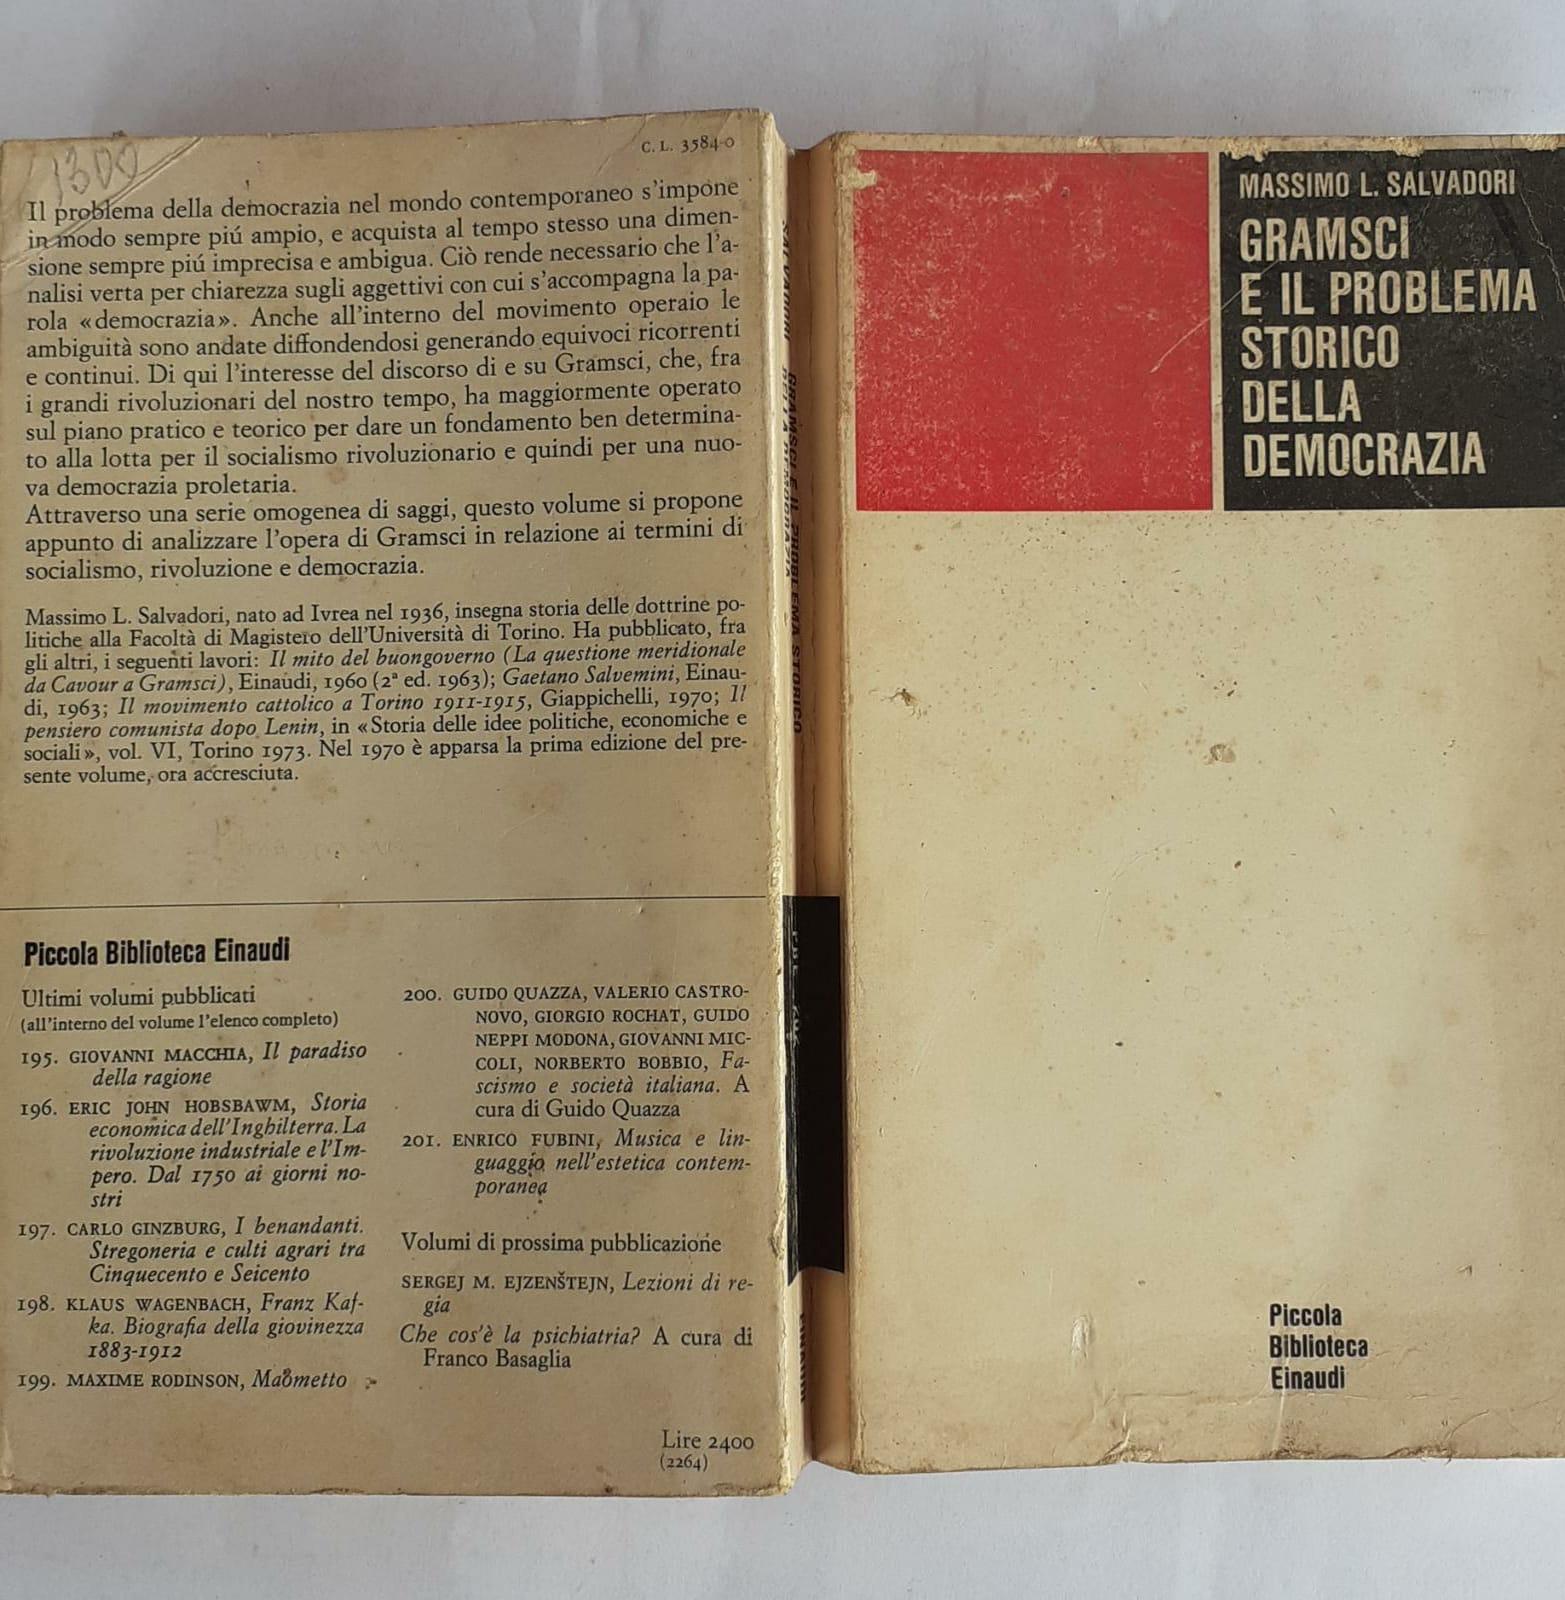 1300
C. L. 3584-0
Il problema della democrazia nel mondo contemporaneo s'impone
in modo sempre piú ampio, e acquista al tempo stesso una dimen-
sione sempre piú imprecisa e ambigua. Ciò rende necessario che l'a-
nalisi verta per chiarezza sugli aggettivi con cui s'accompagna la pa-
rola «democrazia». Anche all'interno del movimento operaio le
ambiguità sono andate diffondendosi generando equivoci ricorrenti
e continui. Di qui l'interesse del discorso di e su Gramsci, che, fra
i grandi rivoluzionari del nostro tempo, ha maggiormente operato
sul piano pratico e teorico per dare un fondamento ben determina-
to alla lotta per il socialismo rivoluzionario e quindi per una nuo-
va democrazia proletaria.
Attraverso una serie omogenea di saggi, questo volume si propone
appunto di analizzare l'opera di Gramsci in relazione ai termini di
socialismo, rivoluzione e democrazia.
Massimo L. Salvadori, nato ad Ivrea nel 1936, insegna storia delle dottrine po-
litiche alla Facoltà di Magistero dell'Università di Torino. Ha pubblicato, fra
gli altri, i seguenti lavori: Il mito del buongoverno (La questione meridionale
da Cavour a Gramsci), Einaudi, 1960 (2ª ed. 1963); Gaetano Salvemini, Einau-
di, 1963; Il movimento cattolico a Torino 1911-1915, Giappichelli, 1970; Il
pensiero comunista dopo Lenin, in «Storia delle idee politiche, economiche e
sociali», vol. VI, Torino 1973. Nel 1970 è apparsa la prima edizione del pre-
sente volume, ora accresciuta.
Piccola Biblioteca Einaudi
Ultimi volumi pubblicati
(all'interno del volume l'elenco completo)
195. GIOVANNI MACCHIA, Il paradiso
della ragione
196. ERIC JOHN HOBSBAWM, Storia
economica dell'Inghilterra. La
rivoluzione industriale e l'Im-
pero. Dal 1750 ai giorni no-
stri
197. CARLO GINZBURG, I benandanti.
Stregoneria e culti agrari tra
Cinquecento e Seicento
198. KLAUS WAGENBACH, Franz Kaf-
ka. Biografia della giovinezza
1883-1912
199. MAXIME RODINSON, Maometto
200. GUIDO QUAZZA, VALERIO CASTRO-
NOVO, GIORGIO ROCHAT, GUIDO
NEPPI MODONA, GIOVANNI MIC-
COLI, NORBERTO BOBBIO, Fa-
scismo e società italiana. A
cura di Guido Quazza
201. ENRICO FUBINI, Musica e lin-
guaggio nell'estetica contem-
poranea
Volumi di prossima pubblicazione
SERGEJ M. EJZENŠTEJN, Lezioni di re-
gia
Che cos'è la psichiatria? A cura di
Franco Basaglia
Lire 2400
(2264)
SALVADORI
GRAMSCI E IL PROBLEMA STORICO
DELLA DEMOCRAZIA
PBE
EINAUDI
MASSIMO L. SALVADORI
GRAMSCI
E IL PROBLEMA
STORICO
DELLA
DEMOCRAZIA
Piccola
Biblioteca
Einaudi